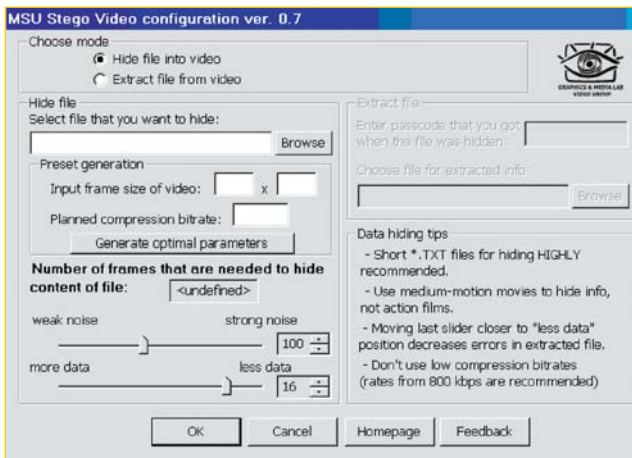 MSU Stego Video configuration ver. 0.7
Choose mode
Hide file into video
Extract file from video
GRAPHICS & MEDIA LAB
VIDEO GROUP
Hide file
Select file that you want to hide:
Browse
Preset generation
Input frame size of video:
x
Planned compression bitrate:
Generate optimal parameters
Number of frames that are needed to hide
content of file:
<undefined>
weak noise
strong noise
100
more data
less data
16
Extract file
Enter passcode that you got
when the file was hidden:
Choose file for extracted info:
Browse
Data hiding tips
- Short *.TXT files for hiding HIGHLY
recommended.
- Use medium-motion movies to hide info,
not action films.
- Moving last slider closer to "less data"
position decreases errors in extracted file.
- Don't use low compression bitrates
(rates from 800 kbps are recommended)
OK
Cancel
Homepage
Feedback